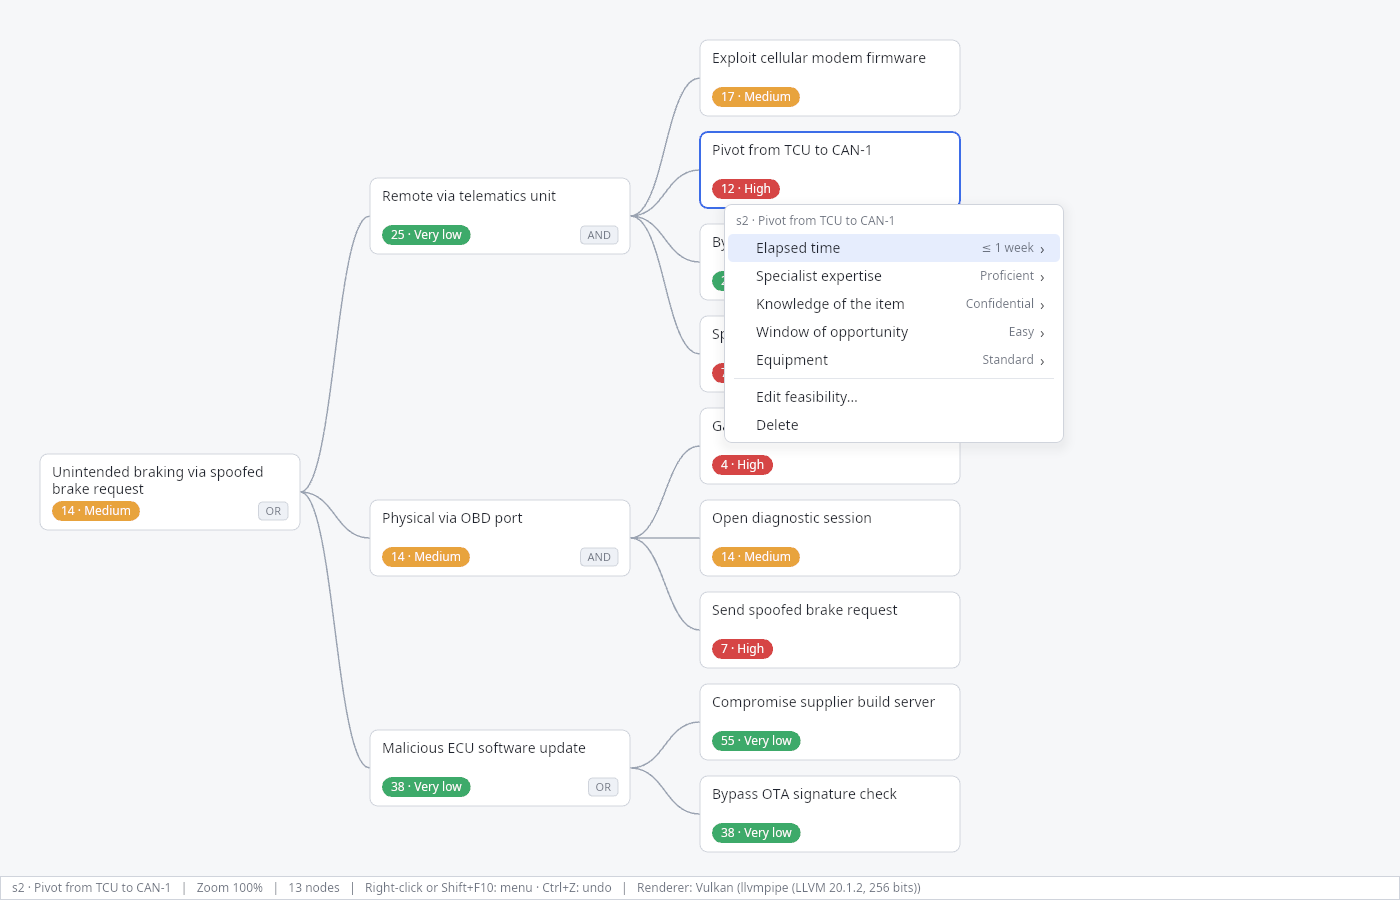 Exploit cellular modem firmware
17 · Medium
Pivot from TCU to CAN-1
12 · High
Remote via telematics unit
25 · Very low
AND
s2 · Pivot from TCU to CAN-1
Elapsed time ≤ 1 week ›
Specialist expertise Proficient ›
Knowledge of the item Confidential ›
Window of opportunity Easy ›
Equipment Standard ›
Edit feasibility...
Delete
4 · High
Unintended braking via spoofed
brake request
14 · Medium
OR
Physical via OBD port
14 · Medium
AND
Open diagnostic session
14 · Medium
Send spoofed brake request
7 · High
Compromise supplier build server
55 · Very low
Malicious ECU software update
38 · Very low
OR
Bypass OTA signature check
38 · Very low
s2 · Pivot from TCU to CAN-1 | Zoom 100% | 13 nodes | Right-click or Shift+F10: menu · Ctrl+Z: undo | Renderer: Vulkan (llvmpipe (LLVM 20.1.2, 256 bits))